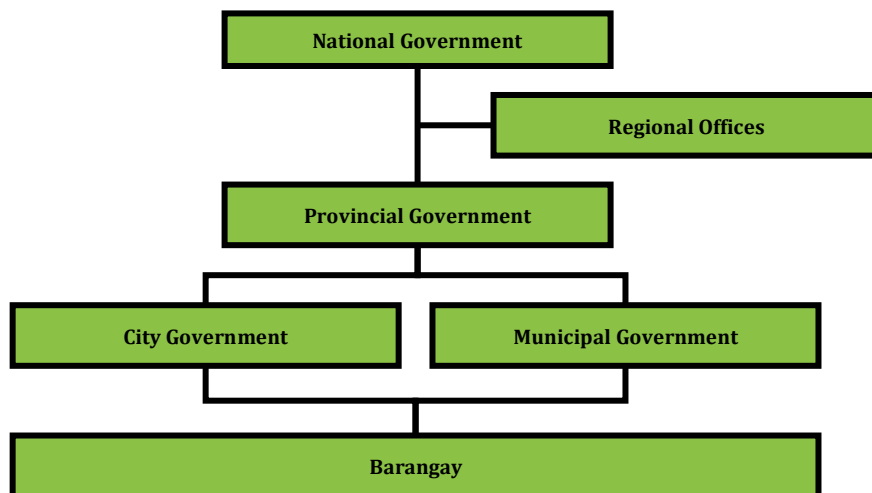 National Government
Regional Offices
Provincial Government
City Government
Municipal Government
Barangay